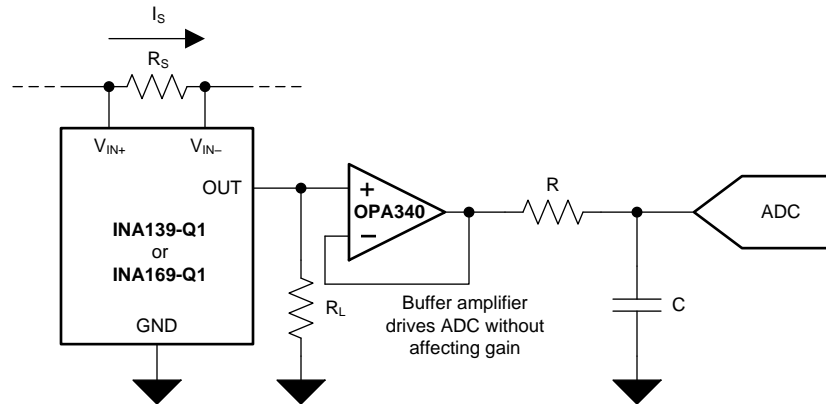 I_S
R_S
V_IN+
V_IN–
OUT
INA139-Q1
or
INA169-Q1
GND
R_L
+
OPA340
–
Buffer amplifier
drives ADC without
affecting gain
R
C
ADC